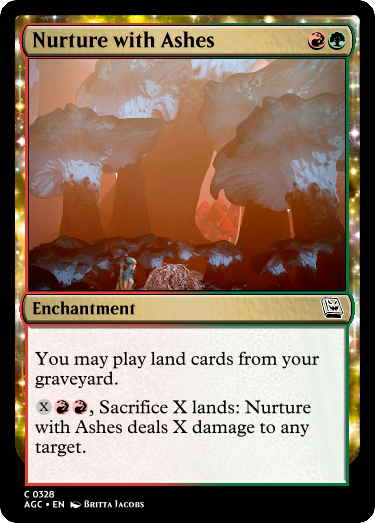 Nurture with Ashes
Enchantment
You may play land cards from your
graveyard.
X, Sacrifice X lands: Nurture
with Ashes deals X damage to any
target.
C 0328
AGC • EN Britta Jacobs